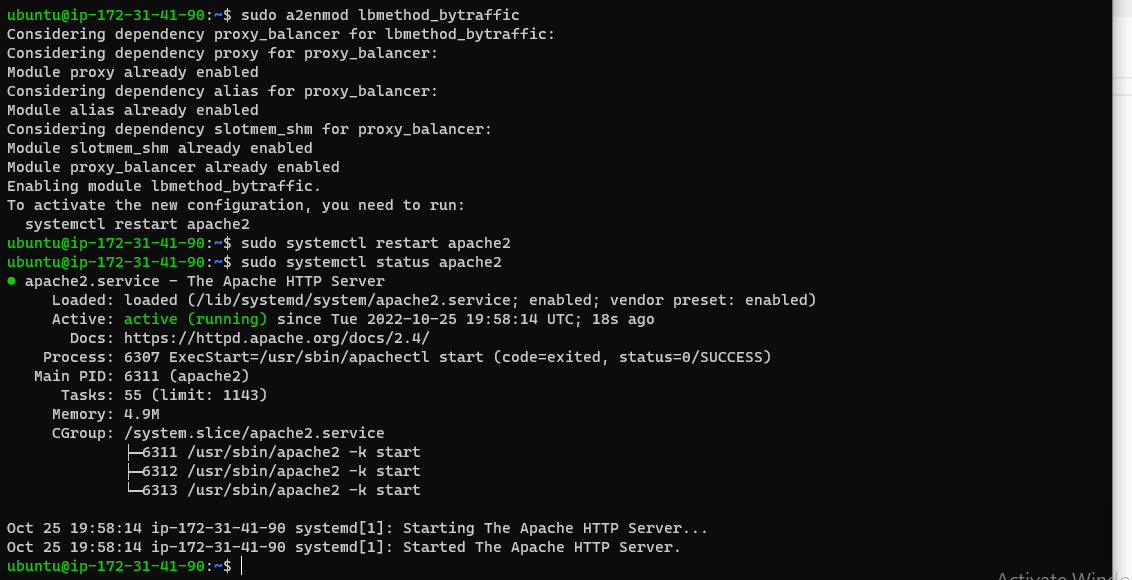 ubuntu@ip-172-31-41-90:~$ sudo a2enmod lbmethod_bytraffic
Considering dependency proxy_balancer for lbmethod_bytraffic:
Considering dependency proxy for proxy_balancer:
Module proxy already enabled
Considering dependency alias for proxy_balancer:
Module alias already enabled
Considering dependency slotmem_shm for proxy_balancer:
Module slotmem_shm already enabled
Module proxy_balancer already enabled
Enabling module lbmethod_bytraffic.
To activate the new configuration, you need to run:
  systemctl restart apache2
ubuntu@ip-172-31-41-90:~$ sudo systemctl restart apache2
ubuntu@ip-172-31-41-90:~$ sudo systemctl status apache2
● apache2.service - The Apache HTTP Server
     Loaded: loaded (/lib/systemd/system/apache2.service; enabled; vendor preset: enabled)
     Active: active (running) since Tue 2022-10-25 19:58:14 UTC; 18s ago
       Docs: https://httpd.apache.org/docs/2.4/
    Process: 6307 ExecStart=/usr/sbin/apachectl start (code=exited, status=0/SUCCESS)
   Main PID: 6311 (apache2)
      Tasks: 55 (limit: 1143)
     Memory: 4.9M
     CGroup: /system.slice/apache2.service
             ├─6311 /usr/sbin/apache2 -k start
             ├─6312 /usr/sbin/apache2 -k start
             └─6313 /usr/sbin/apache2 -k start

Oct 25 19:58:14 ip-172-31-41-90 systemd[1]: Starting The Apache HTTP Server...
Oct 25 19:58:14 ip-172-31-41-90 systemd[1]: Started The Apache HTTP Server.
ubuntu@ip-172-31-41-90:~$